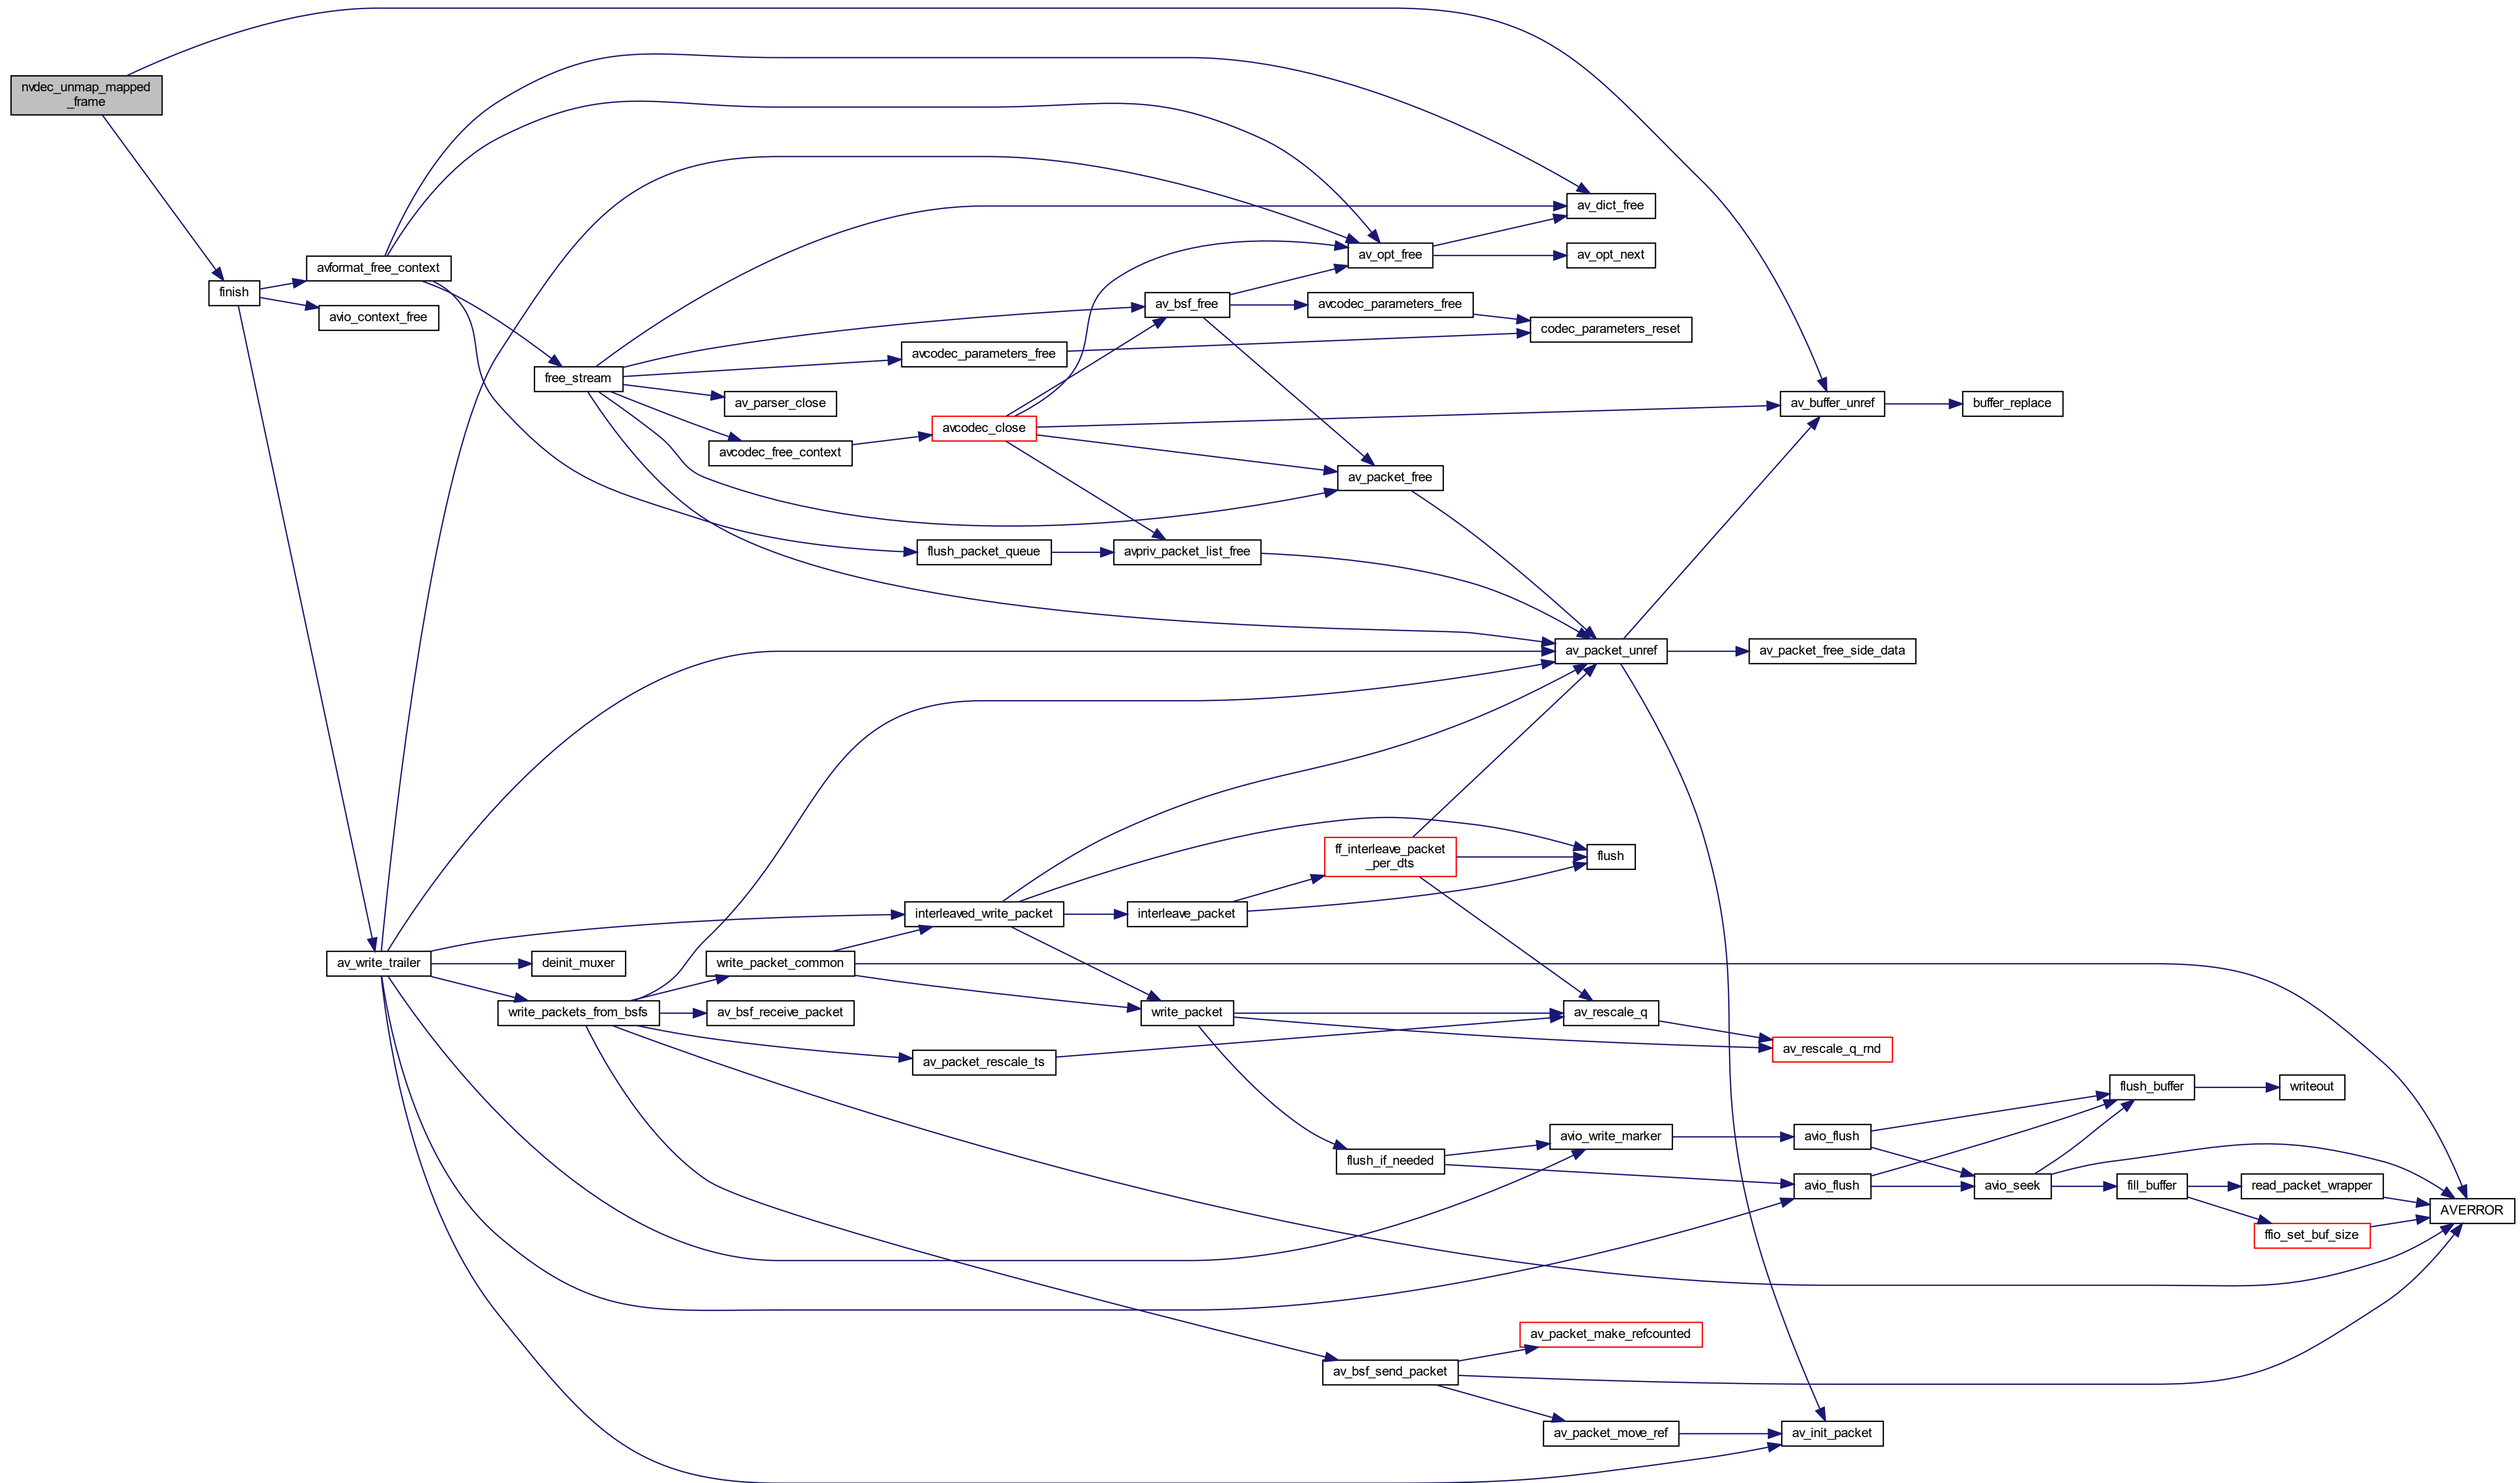 nvdec_unmap_mapped
_frame
finish
avformat_free_context
avio_context_free
av_write_trailer
free_stream
deinit_muxer
write_packets_from_bsfs
avcodec_parameters_free
av_parser_close
avcodec_free_context
avcodec_close
flush_packet_queue
interleaved_write_packet
write_packet_common
av_bsf_receive_packet
av_packet_rescale_ts
av_bsf_free
avpriv_packet_list_free
interleave_packet
write_packet
av_opt_free
avcodec_parameters_free
av_packet_free
ff_interleave_packet
_per_dts
flush_if_needed
av_bsf_send_packet
av_dict_free
av_opt_next
codec_parameters_reset
av_packet_unref
flush
av_rescale_q
avio_write_marker
av_packet_make_refcounted
av_packet_move_ref
av_buffer_unref
av_packet_free_side_data
av_rescale_q_rnd
avio_flush
avio_flush
av_init_packet
buffer_replace
avio_seek
flush_buffer
fill_buffer
writeout
read_packet_wrapper
ffio_set_buf_size
AVERROR